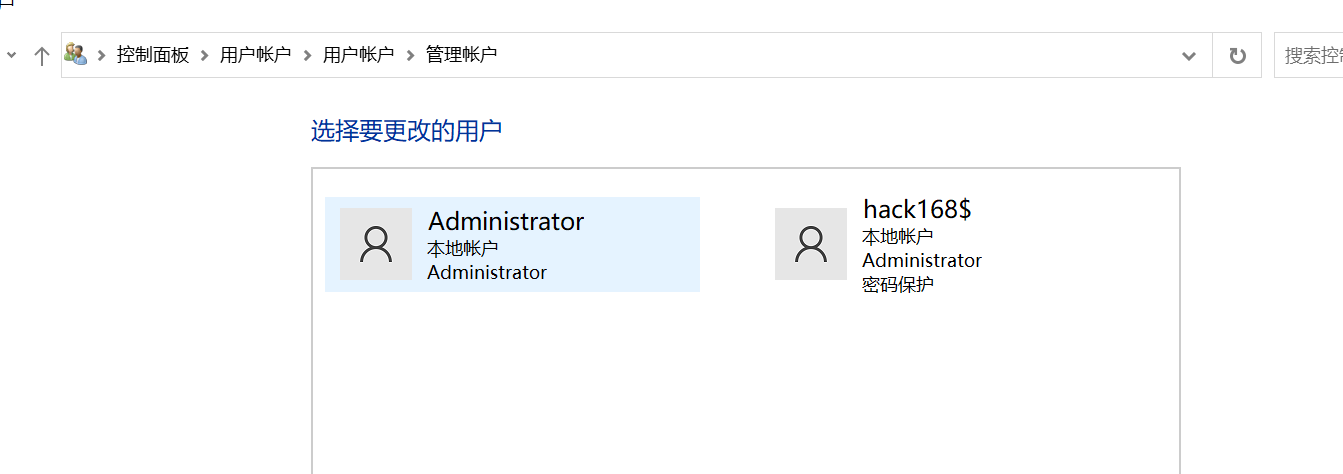 控制面板 用户帐户 用户帐户 管理帐户
搜索控
选择要更改的用户
Administrator
本地帐户
Administrator
hack168$
本地帐户
Administrator
密码保护